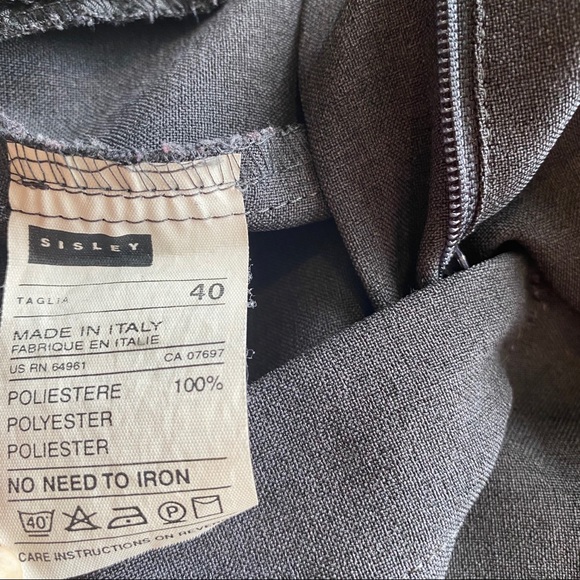 SISLEY
TAGLIA 40
MADE IN ITALY
FABRIQUE EN ITALIE
US RN 64961 CA 07697
POLIESTERE 100%
POLYESTER
POLIESTER
NO NEED TO IRON
40° P
CARE INSTRUCTIONS ON REVER